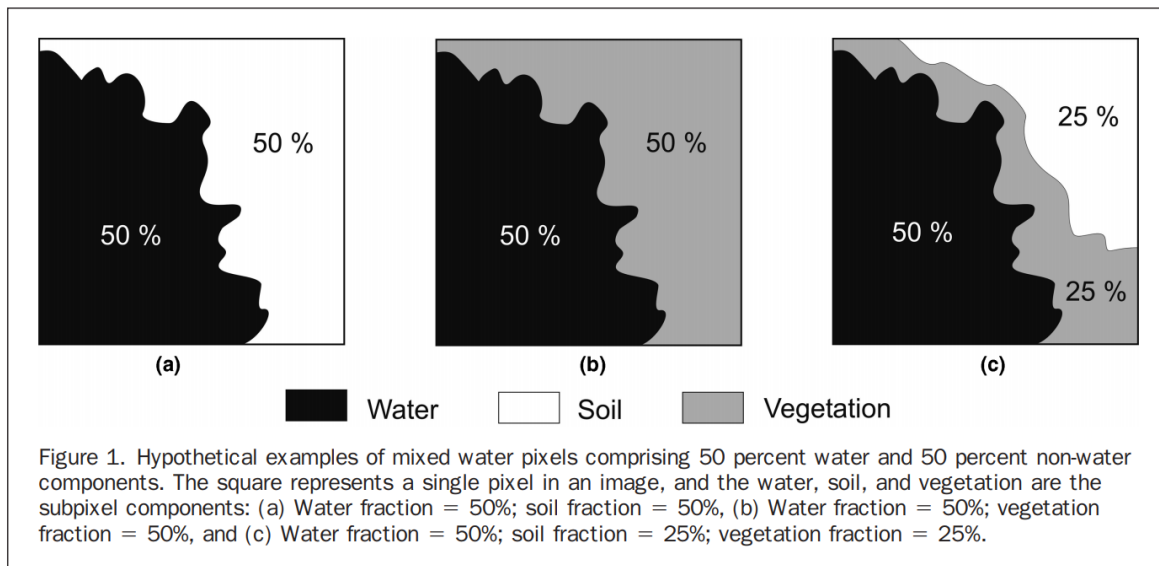 50 %
50 %
(a)
50 %
50 %
(b)
25 %
50 %
25 %
(c)
Water
Soil
Vegetation
Figure 1. Hypothetical examples of mixed water pixels comprising 50 percent water and 50 percent non-water
components. The square represents a single pixel in an image, and the water, soil, and vegetation are the
subpixel components: (a) Water fraction = 50%; soil fraction = 50%, (b) Water fraction = 50%; vegetation
fraction = 50%, and (c) Water fraction = 50%; soil fraction = 25%; vegetation fraction = 25%.